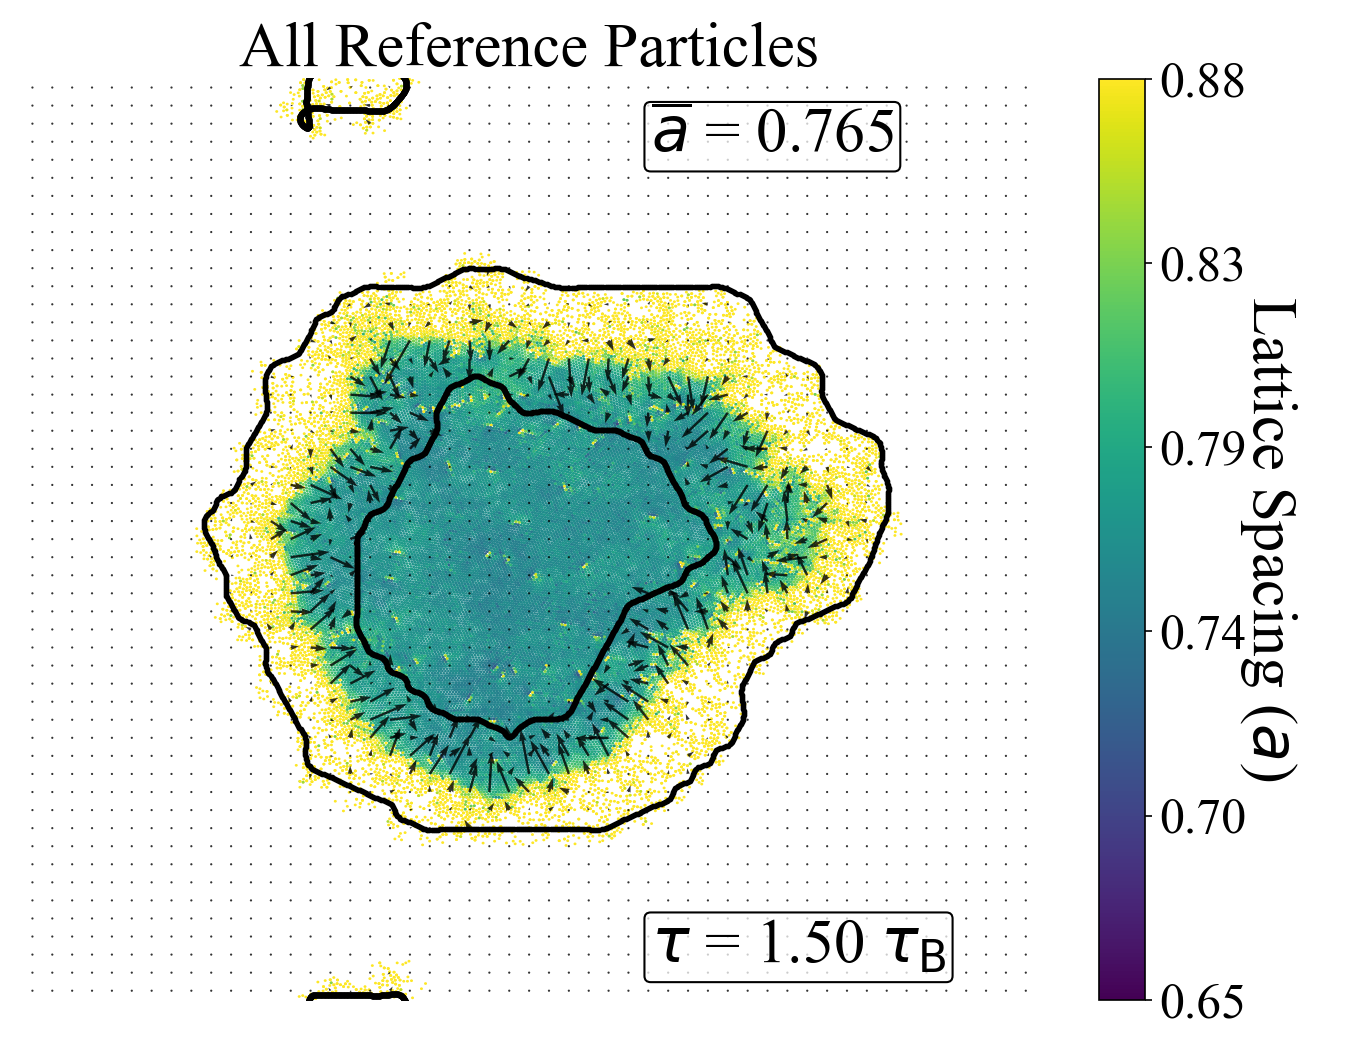 All Reference Particles
a̅ = 0.765
τ = 1.50 τB
0.88
0.83
0.79
0.74
0.70
0.65
Lattice Spacing (a)